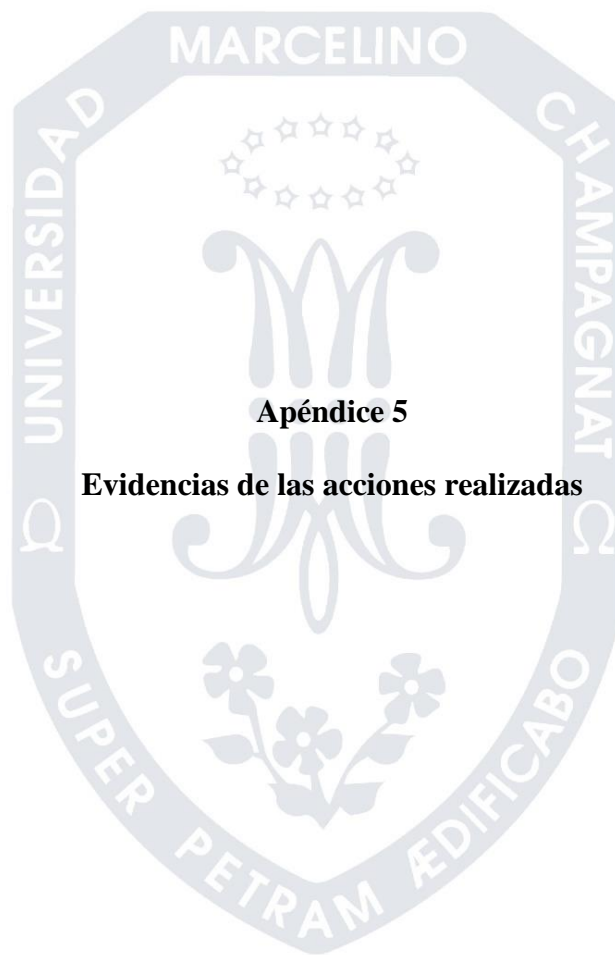 MARCELINO
UNIVERSIDAD
CHAMPAGNAT
Apéndice 5
Evidencias de las acciones realizadas
Ω
Ω
SUPER PETRAM ÆDIFICABO